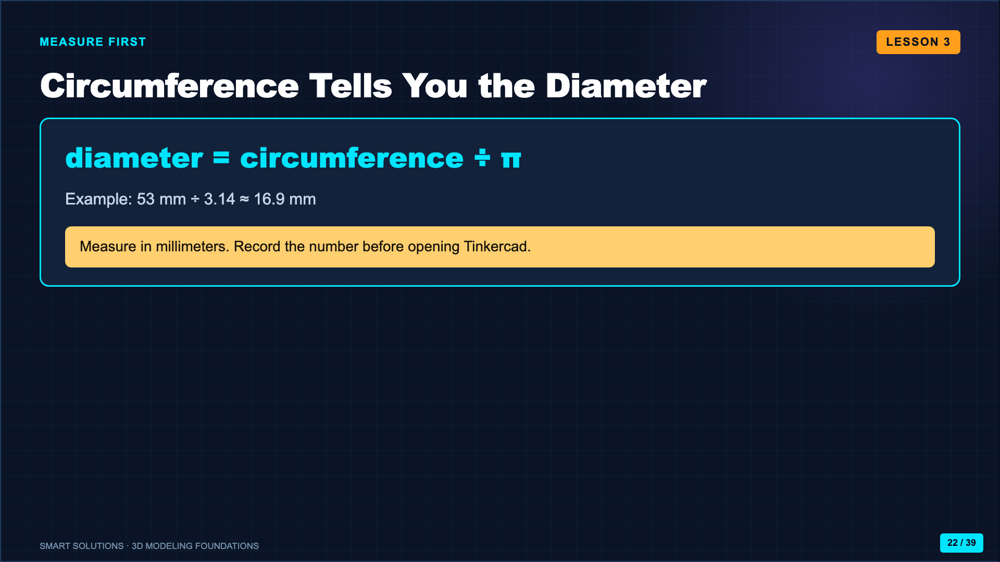 MEASURE FIRST
LESSON 3
Circumference Tells You the Diameter
diameter = circumference ÷ π
Example: 53 mm ÷ 3.14 ≈ 16.9 mm
Measure in millimeters. Record the number before opening Tinkercad.
SMART SOLUTIONS · 3D MODELING FOUNDATIONS
22 / 39